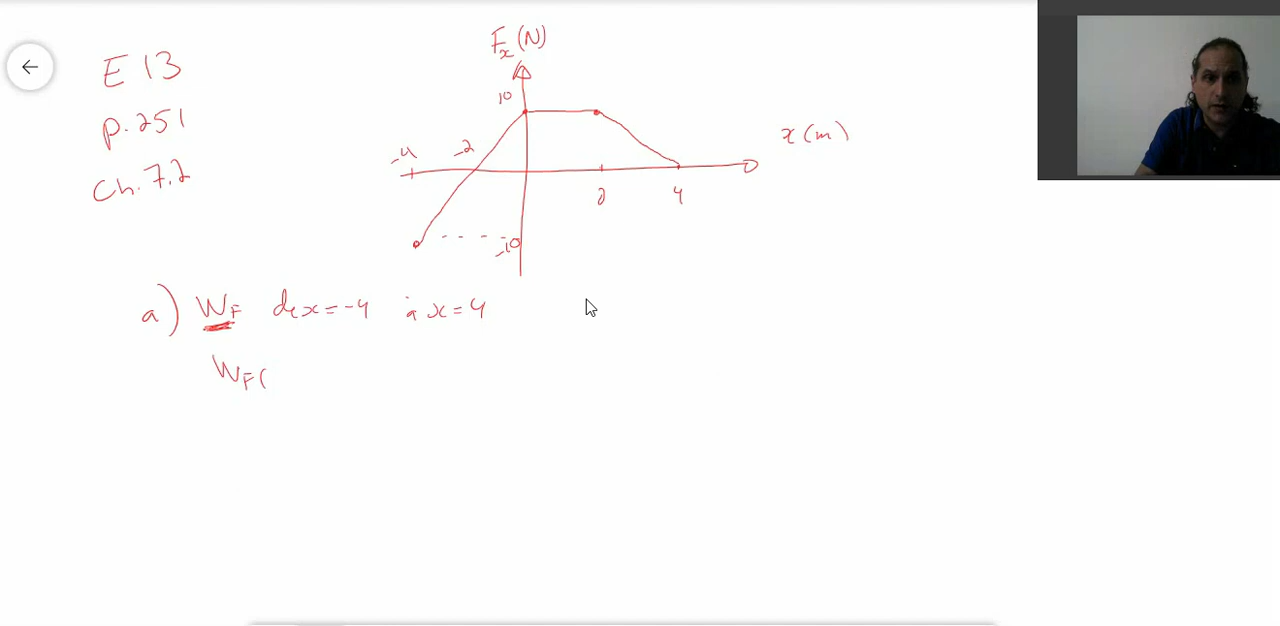 E 13
p. 251
Ch. 7.2
Fx (N)
10
x (m)
-4
-2
2
4
-10
a) WF de x = -4 à x = 4
WF(